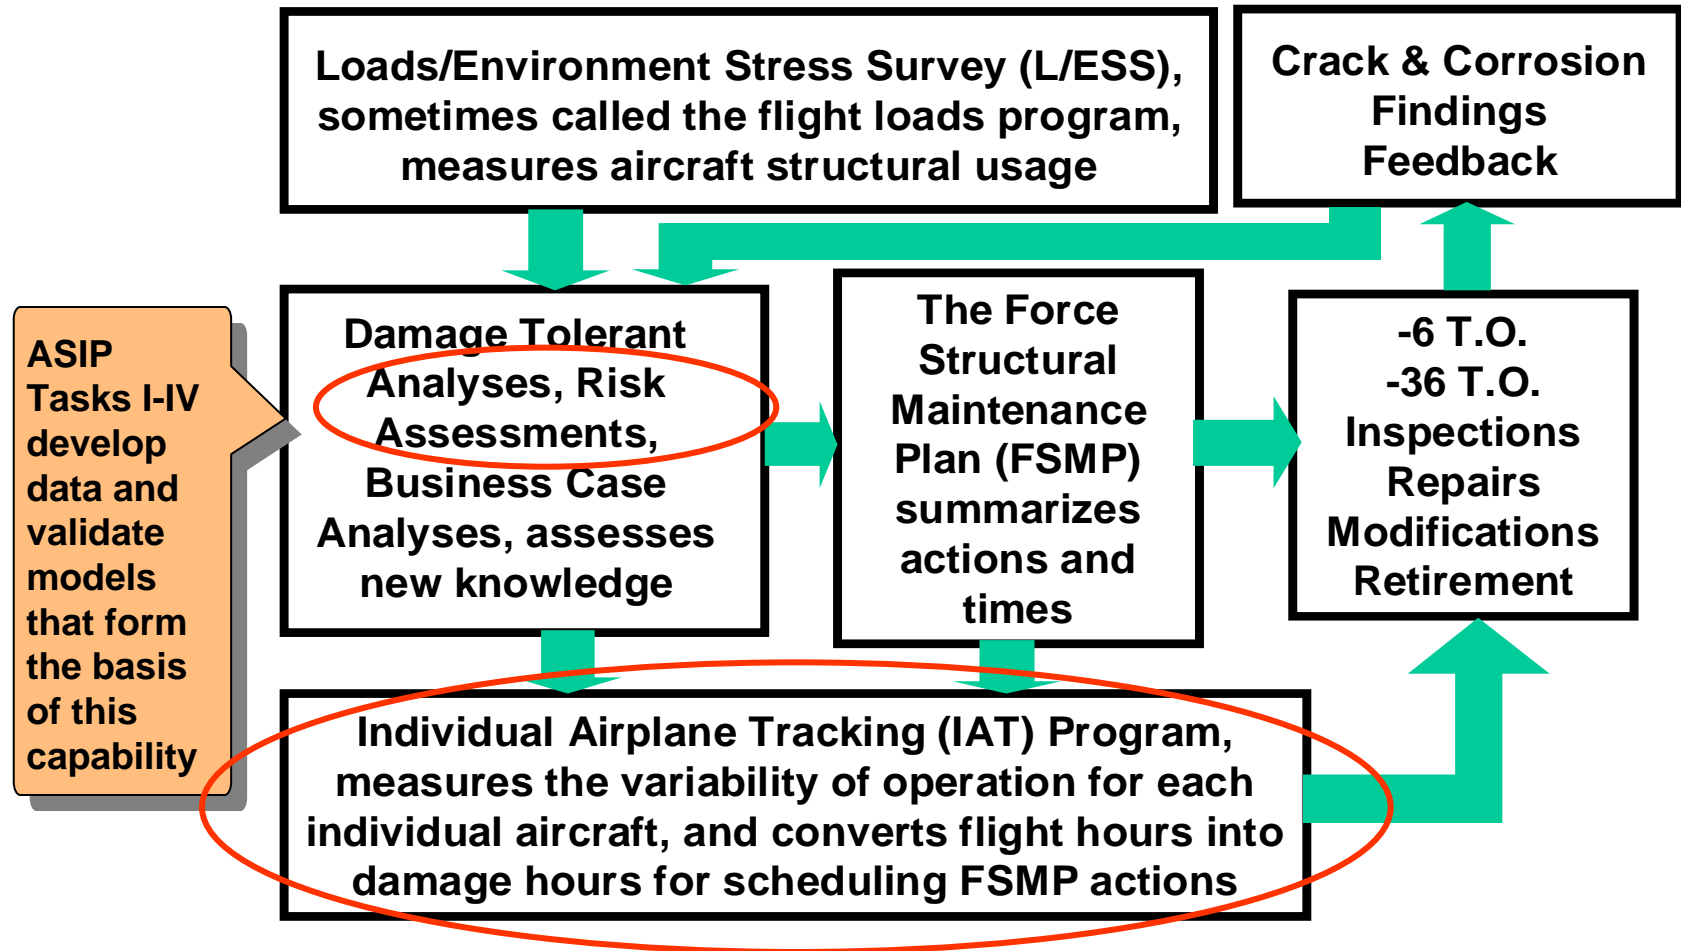 Loads/Environment Stress Survey (L/ESS),
sometimes called the flight loads program,
measures aircraft structural usage
Crack & Corrosion
Findings
Feedback
ASIP
Tasks I-IV
develop
data and
validate
models
that form
the basis
of this
capability
Damage Tolerant
Analyses, Risk
Assessments,
Business Case
Analyses, assesses
new knowledge
The Force
Structural
Maintenance
Plan (FSMP)
summarizes
actions and
times
-6 T.O.
-36 T.O.
Inspections
Repairs
Modifications
Retirement
Individual Airplane Tracking (IAT) Program,
measures the variability of operation for each
individual aircraft, and converts flight hours into
damage hours for scheduling FSMP actions